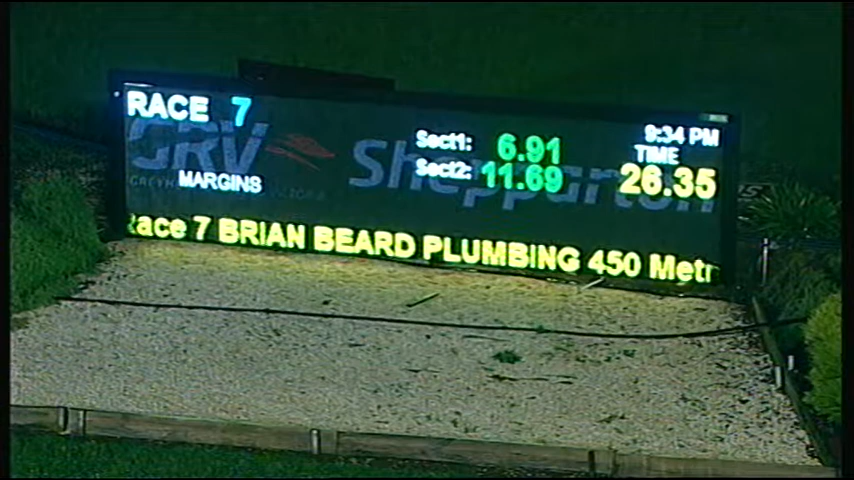 RACE 7
9:34 PM
Sect1: 6.91
TIME
GRV
Shepparton
Sect2: 11.69
26.35
MARGINS
Race 7 BRIAN BEARD PLUMBING 450 Metr